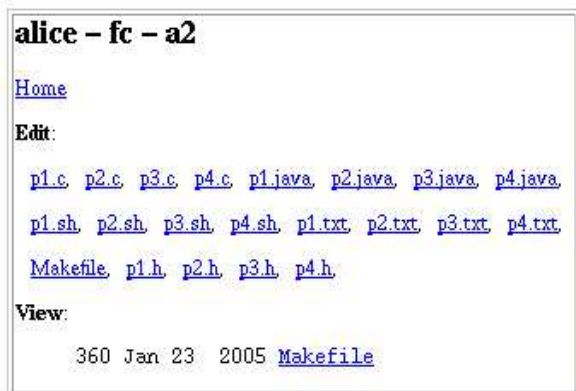 alice – fc – a2
Home
Edit:
p1.c, p2.c, p3.c, p4.c, p1.java, p2.java, p3.java, p4.java,
p1.sh, p2.sh, p3.sh, p4.sh, p1.txt, p2.txt, p3.txt, p4.txt,
Makefile, p1.h, p2.h, p3.h, p4.h,
View:
360 Jan 23  2005 Makefile